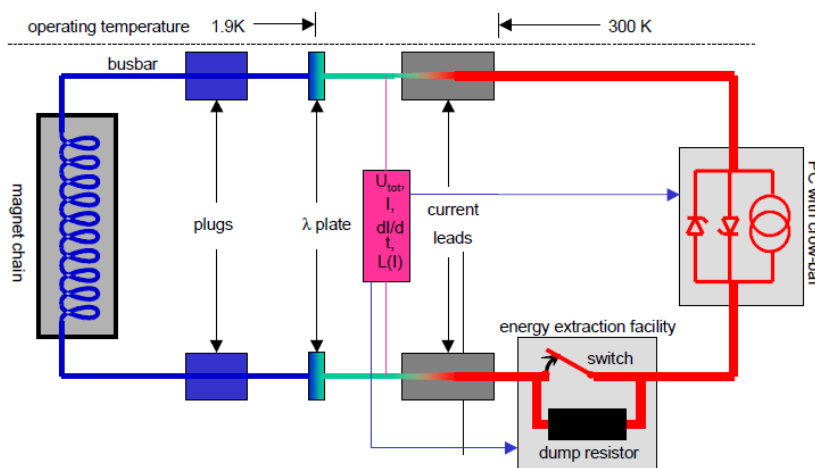 operating temperature 1.9K 300 K
busbar
magnet chain
plugs
λ plate
U_tot,
I,
dI/d
t,
L(I)
current
leads
PC with crow-bar
energy extraction facility
switch
dump resistor